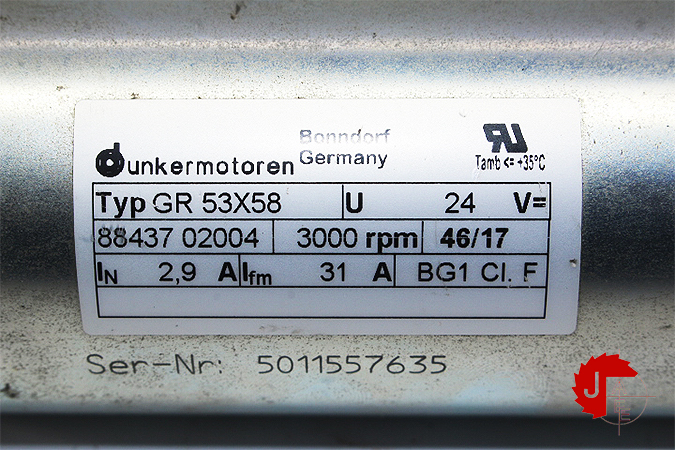 dunkermotoren
Bonndorf
Germany
RU
Tamb <= +35°C
Typ GR 53X58 U 24 V=
88437 02004 3000 rpm 46/17
IN 2,9 A Ifm 31 A BG1 Cl. F
Ser-Nr: 5011557635
J